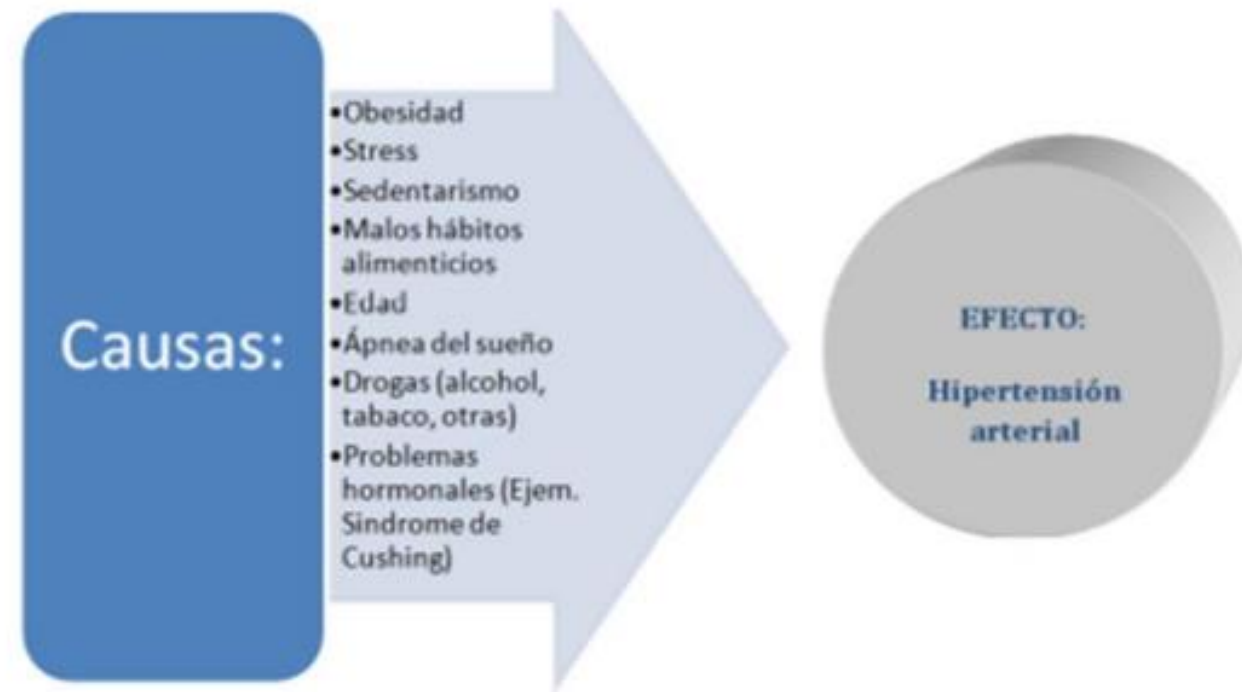 Causas:
•Obesidad
•Stress
•Sedentarismo
•Malos hábitos
alimenticios
•Edad
•Ápnea del sueño
•Drogas (alcohol,
tabaco, otras)
•Problemas
hormonales (Ejem.
Sindrome de
Cushing)
EFECTO:
Hipertensión
arterial